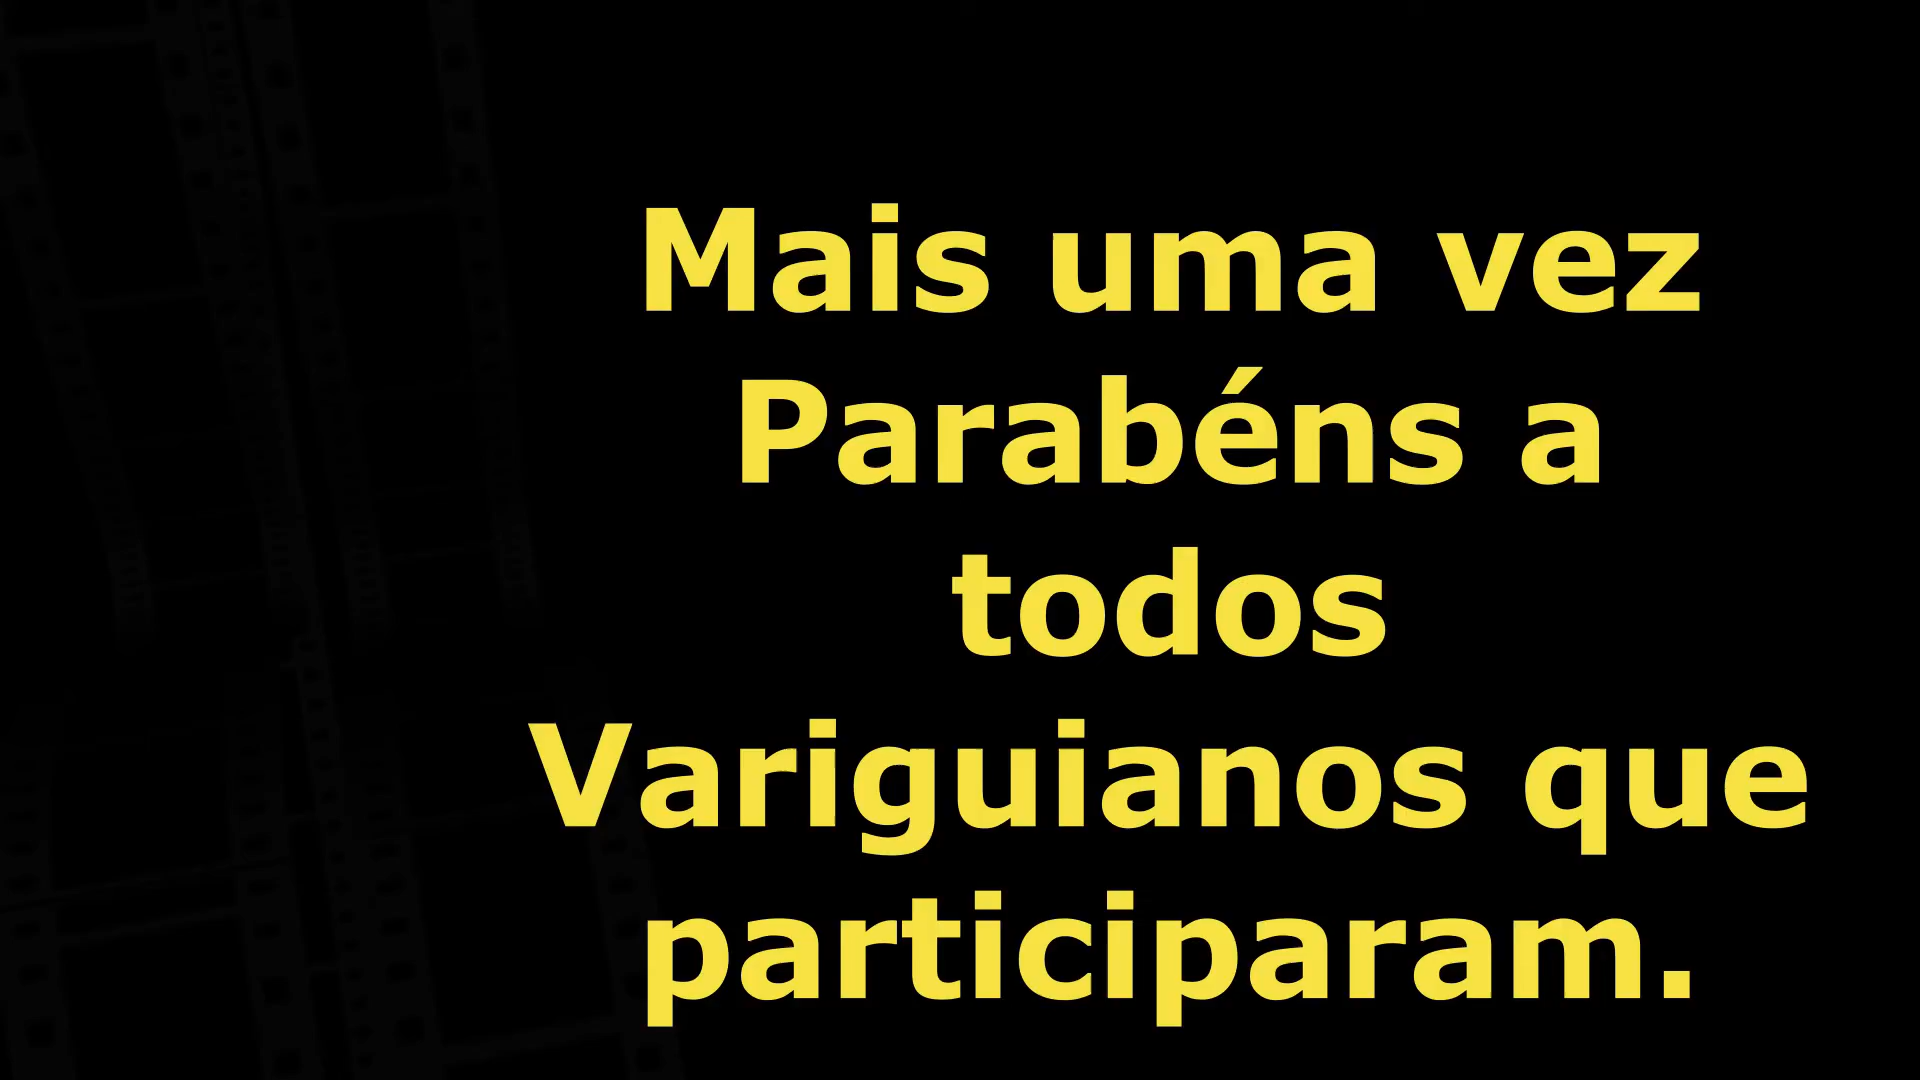 Mais uma vez
Parabéns a
todos
Variguianos que
participaram.